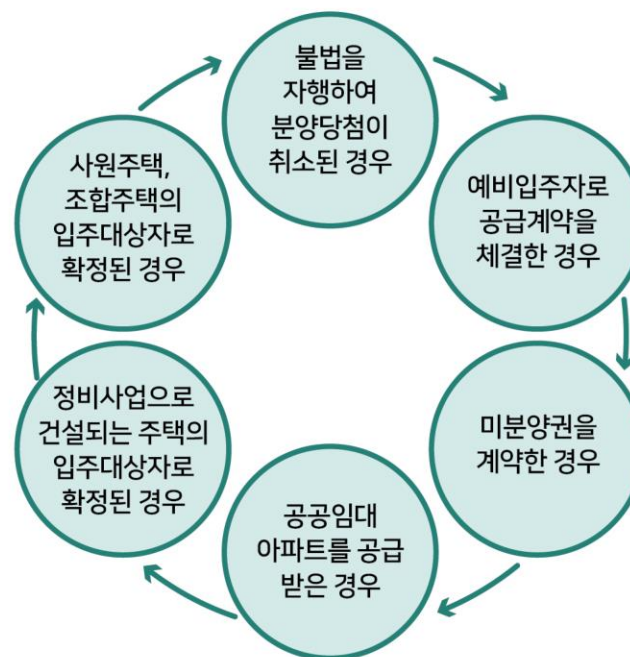 불법을
자행하여
분양당첨이
취소된 경우
예비입주자로
공급계약을
체결한 경우
미분양권을
계약한 경우
공공임대
아파트를 공급
받은 경우
정비사업으로
건설되는 주택의
입주대상자로
확정된 경우
사원주택,
조합주택의
입주대상자로
확정된 경우